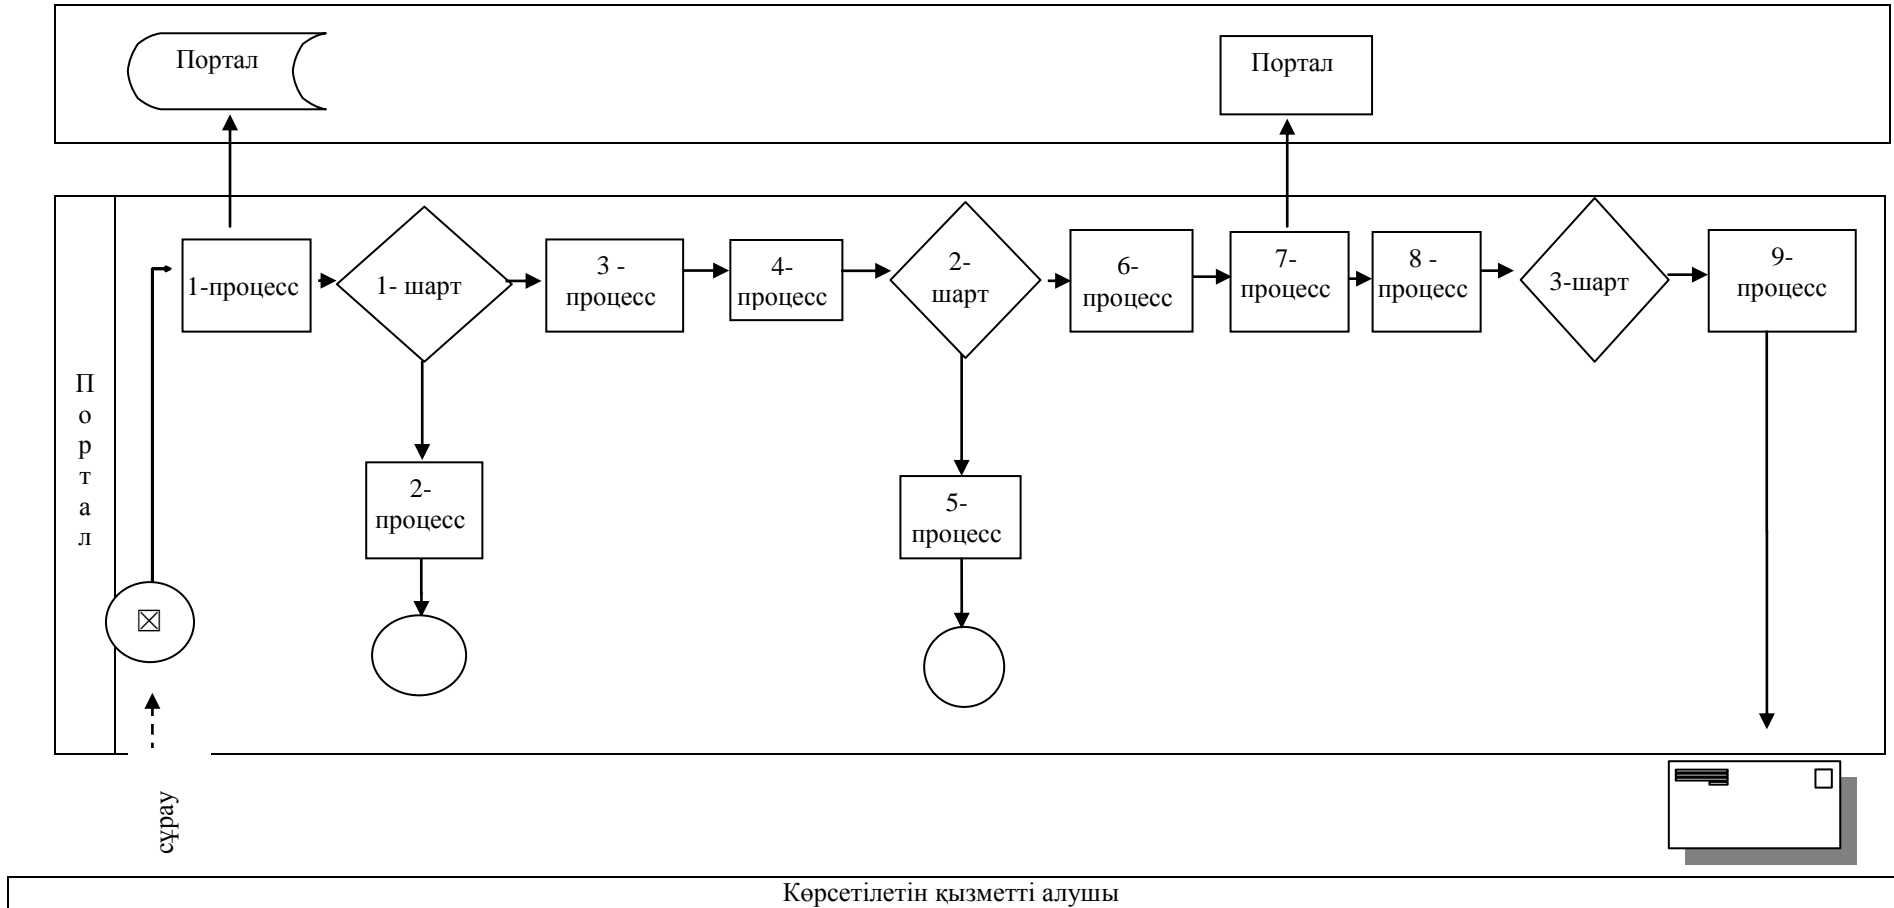 Портал
Портал
1-процесс
1- шарт
3 -
процесс
4-
процесс
2-
шарт
6-
процесс
7-
процесс
8 -
процесс
3-шарт
9-
процесс
П
о
р
т
а
л
2-
процесс
5-
процесс
сұрау
Көрсетілетін қызметті алушы